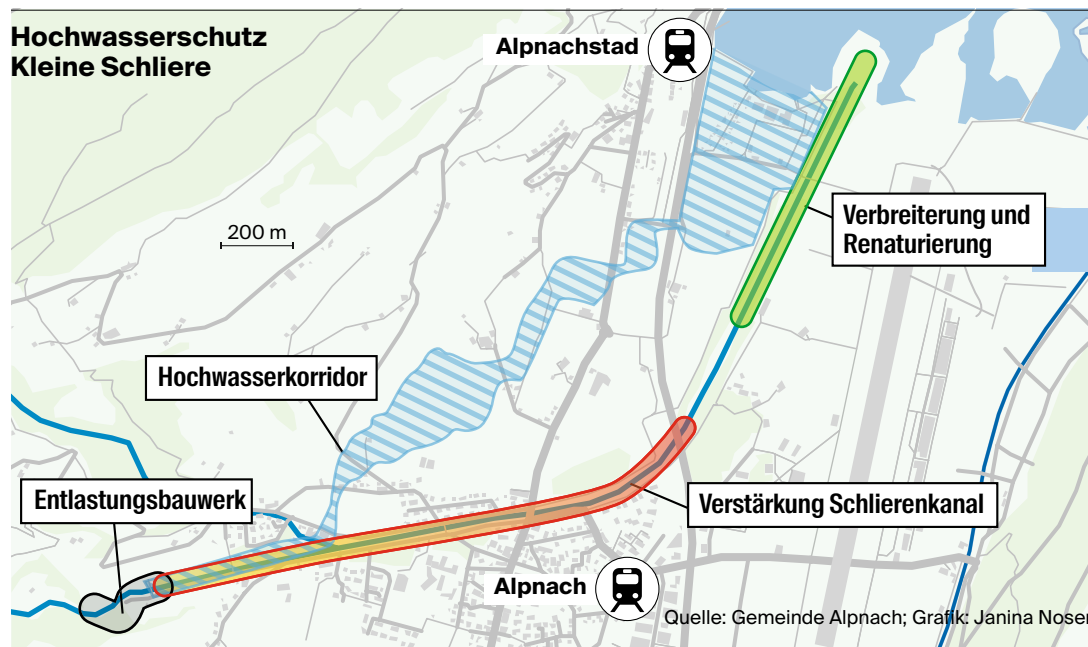 Hochwasserschutz
Kleine Schliere
Alpnachstad
200 m
Verbreiterung und
Renaturierung
Hochwasserkorridor
Entlastungsbauwerk
Verstärkung Schlierenkanal
Alpnach
Quelle: Gemeinde Alpnach; Grafik: Janina Noser